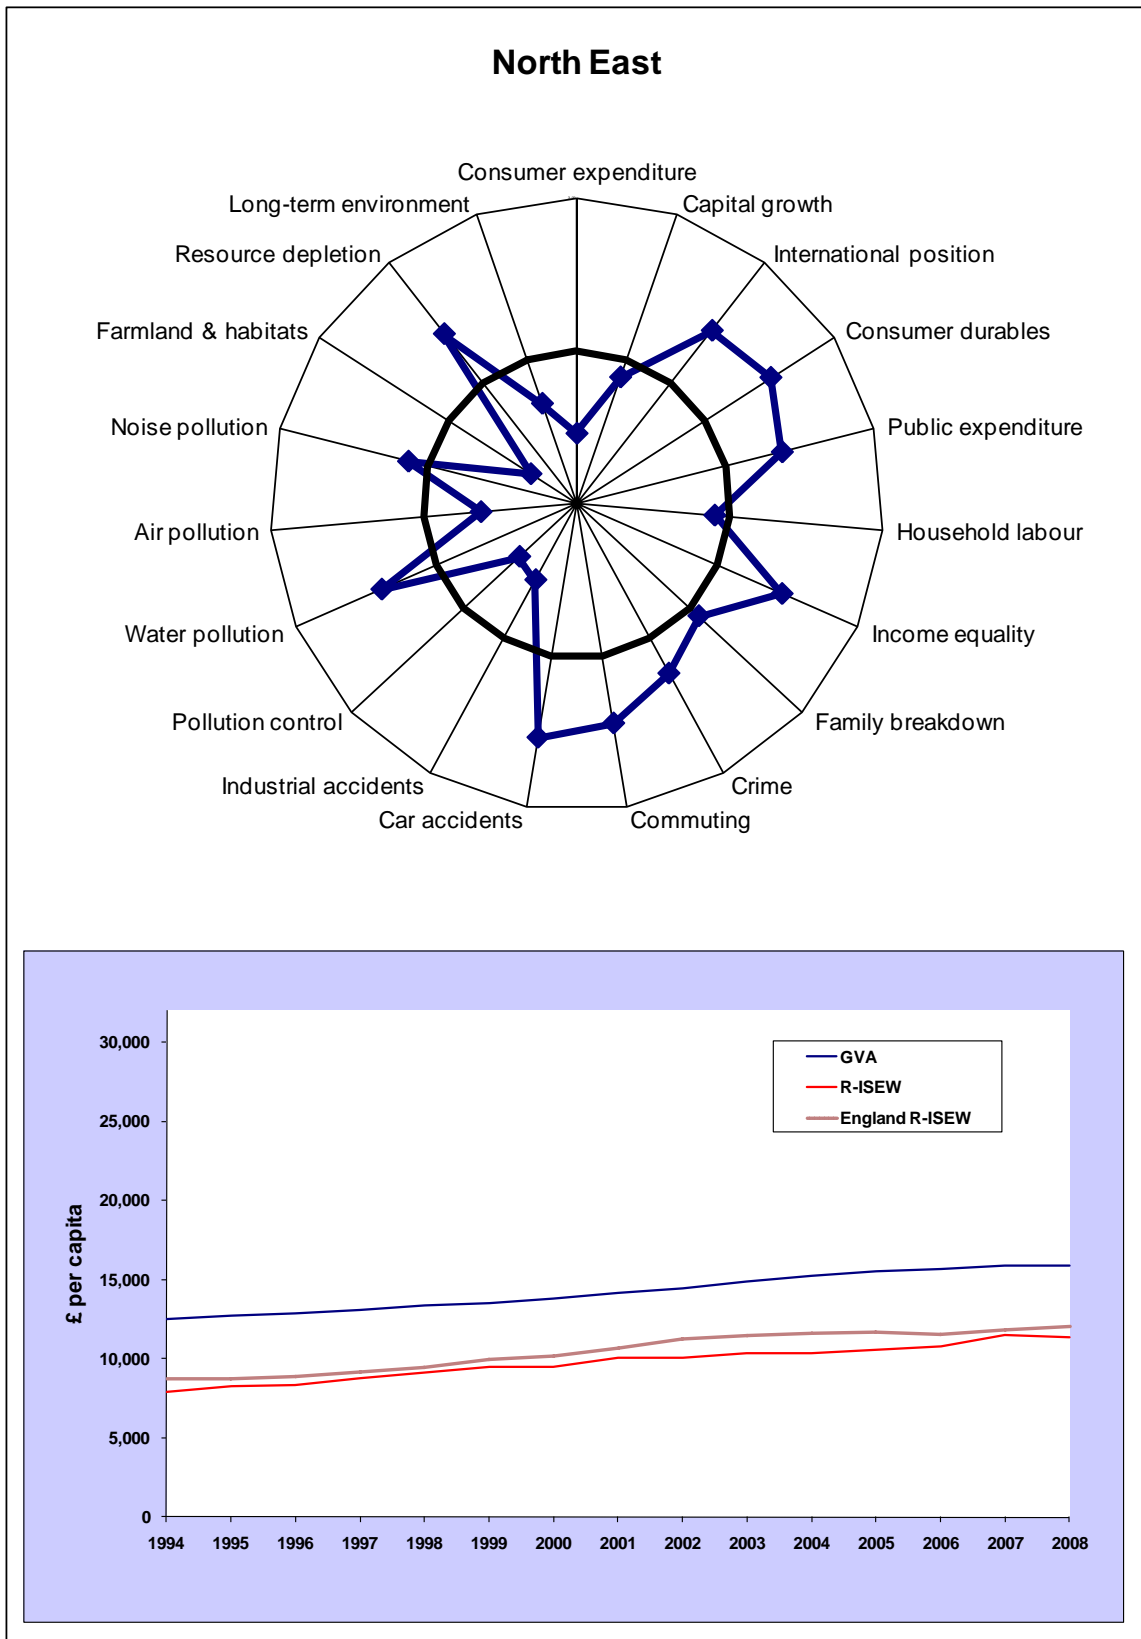 North East
Consumer expenditure
Long-term environment
Capital growth
Resource depletion
International position
Farmland & habitats
Consumer durables
Noise pollution
Public expenditure
Air pollution
Household labour
Water pollution
Income equality
Pollution control
Family breakdown
Industrial accidents
Crime
Car accidents
Commuting
30,000
25,000
20,000
15,000
10,000
5,000
0
£ per capita
GVA
R-ISEW
England R-ISEW
1994 1995 1996 1997 1998 1999 2000 2001 2002 2003 2004 2005 2006 2007 2008